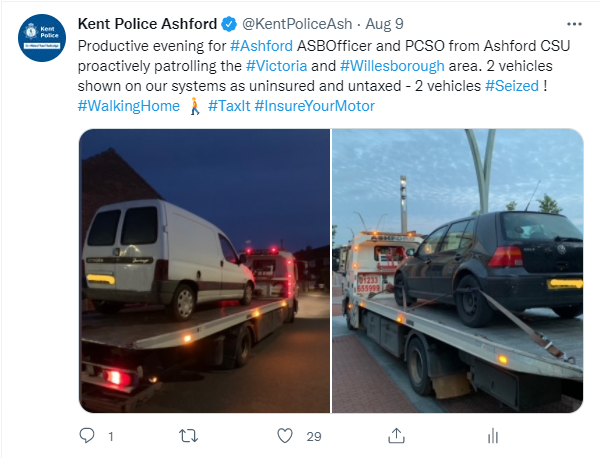 Kent Police Ashford @KentPoliceAsh · Aug 9
Productive evening for #Ashford ASBOfficer and PCSO from Ashford CSU
proactively patrolling the #Victoria and #Willesborough area. 2 vehicles
shown on our systems as uninsured and untaxed - 2 vehicles #Seized !
#WalkingHome 🚶 #TaxIt #InsureYourMotor
Kent
Police
ASHFORD
01233
655999
1
29